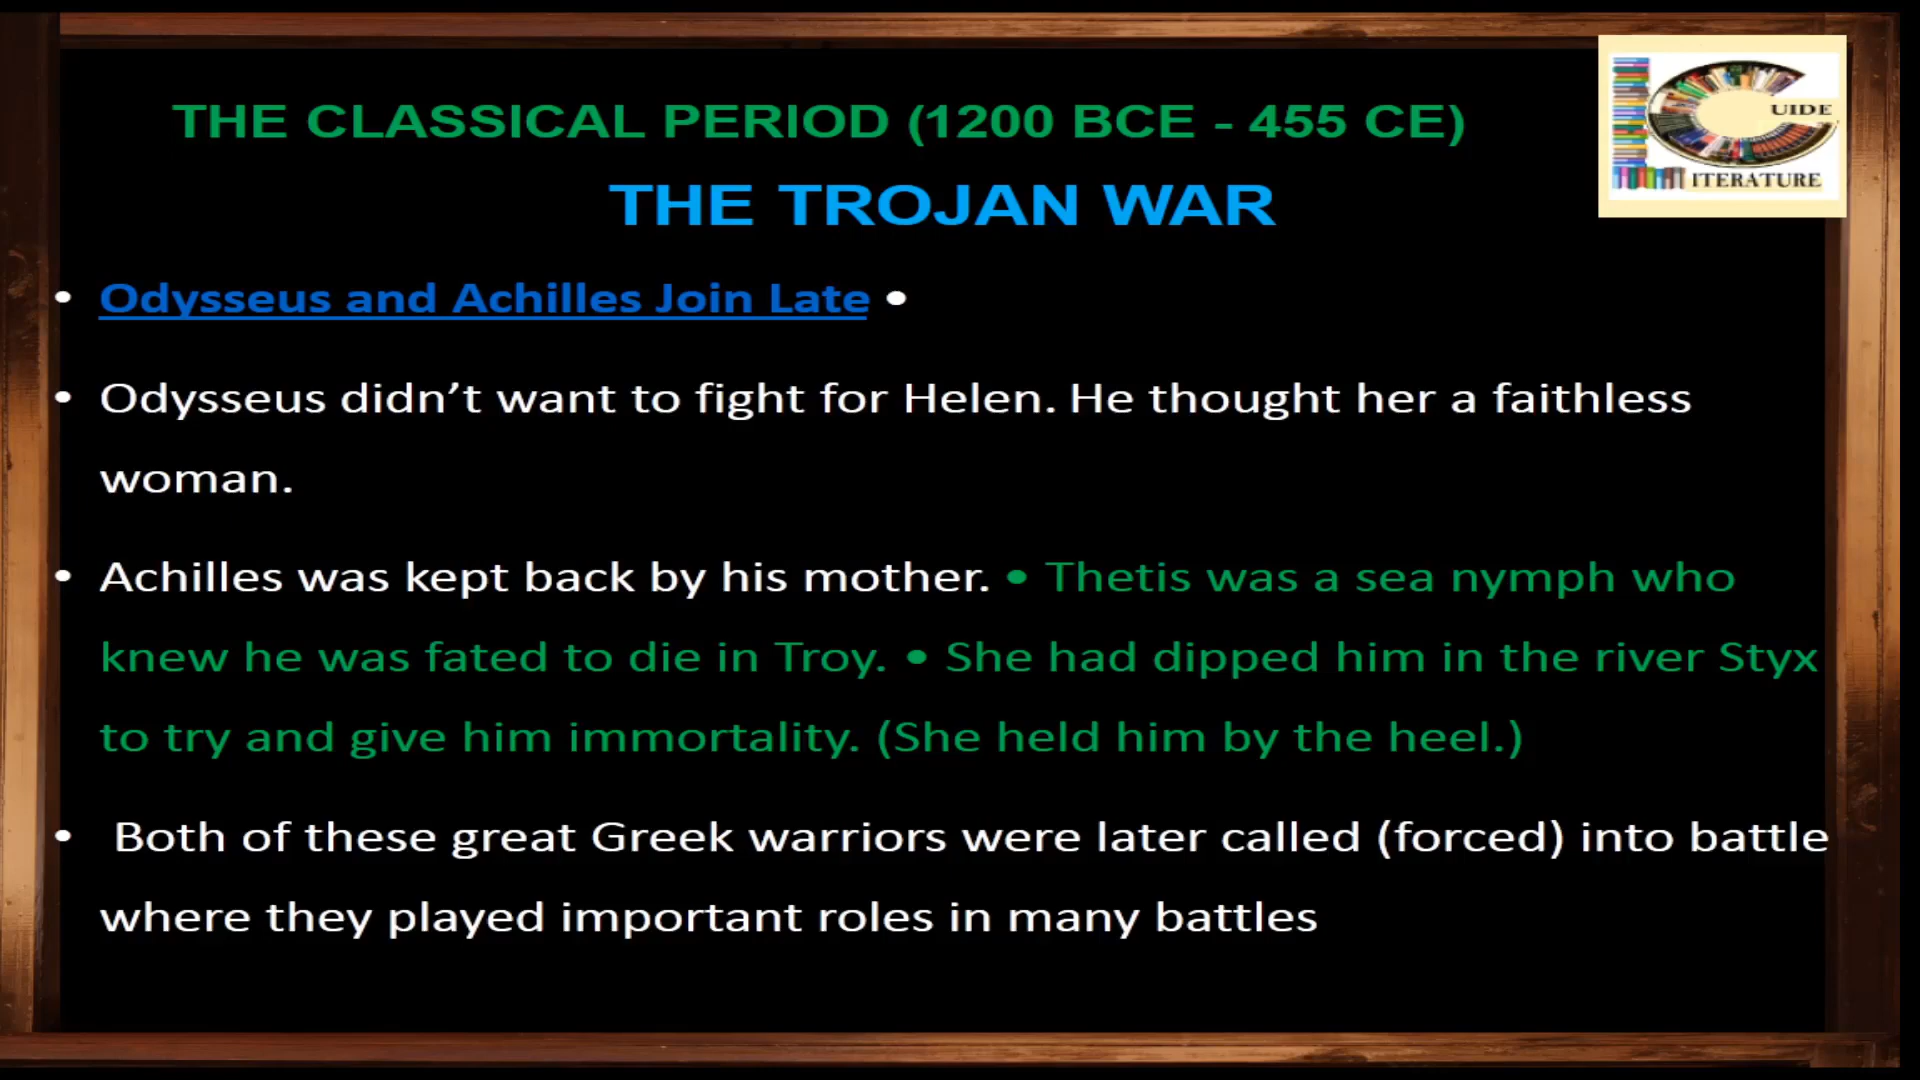 THE CLASSICAL PERIOD (1200 BCE - 455 CE)
UIDE
ITERATURE
THE TROJAN WAR
• Odysseus and Achilles Join Late •
• Odysseus didn’t want to fight for Helen. He thought her a faithless
woman.
• Achilles was kept back by his mother. • Thetis was a sea nymph who
knew he was fated to die in Troy. • She had dipped him in the river Styx
to try and give him immortality. (She held him by the heel.)
• Both of these great Greek warriors were later called (forced) into battle
where they played important roles in many battles